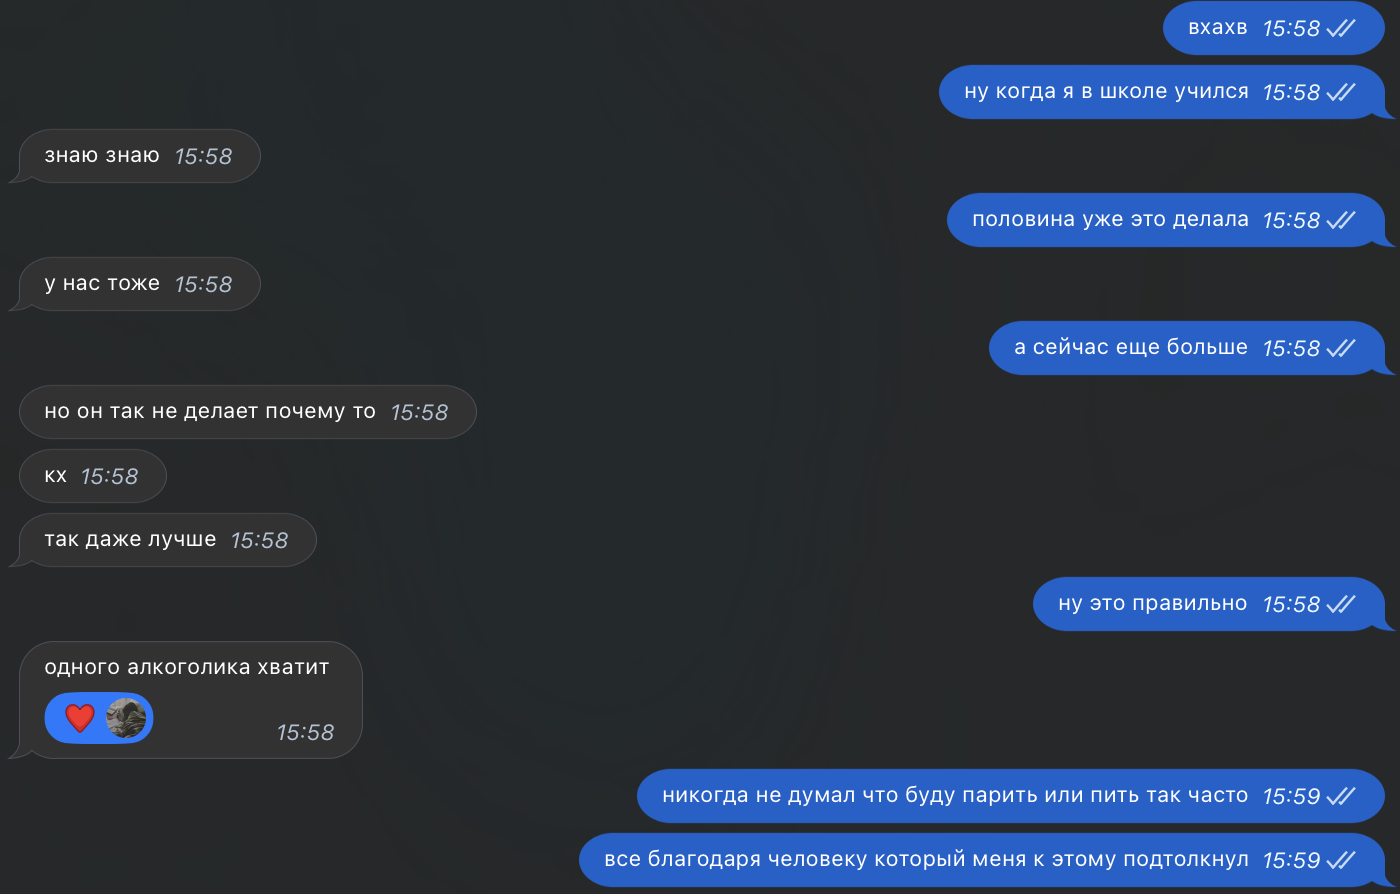 вхахв 15:58
ну когда я в школе учился 15:58
знаю знаю 15:58
половина уже это делала 15:58
у нас тоже 15:58
а сейчас еще больше 15:58
но он так не делает почему то 15:58
кх 15:58
так даже лучше 15:58
ну это правильно 15:58
одного алкоголика хватит
15:58
никогда не думал что буду парить или пить так часто 15:59
все благодаря человеку который меня к этому подтолкнул 15:59